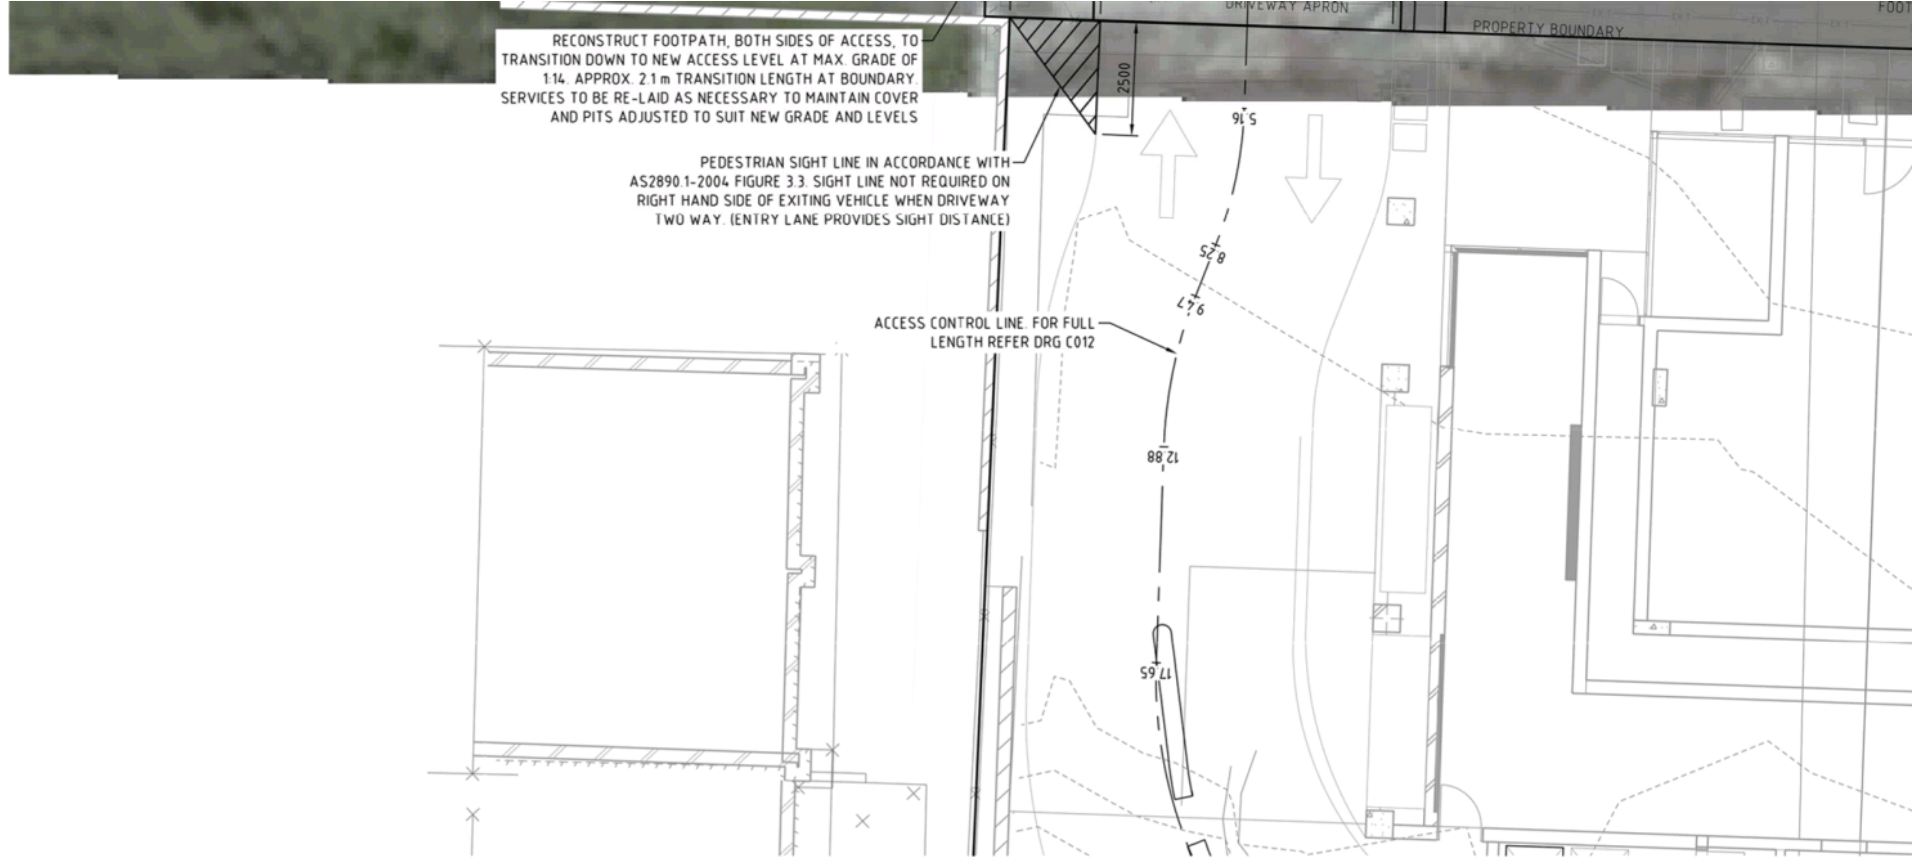 DRIVEWAY APRON
FOOT
PROPERTY BOUNDARY
RECONSTRUCT FOOTPATH, BOTH SIDES OF ACCESS, TO
TRANSITION DOWN TO NEW ACCESS LEVEL AT MAX. GRADE OF
1:14. APPROX. 2.1 m TRANSITION LENGTH AT BOUNDARY.
SERVICES TO BE RE-LAID AS NECESSARY TO MAINTAIN COVER
AND PITS ADJUSTED TO SUIT NEW GRADE AND LEVELS
2500
5.16
PEDESTRIAN SIGHT LINE IN ACCORDANCE WITH
AS2890.1-2004 FIGURE 3.3. SIGHT LINE NOT REQUIRED ON
RIGHT HAND SIDE OF EXITING VEHICLE WHEN DRIVEWAY
TWO WAY. (ENTRY LANE PROVIDES SIGHT DISTANCE)
8.25
9.47
ACCESS CONTROL LINE. FOR FULL
LENGTH REFER DRG C012
12.88
17.65